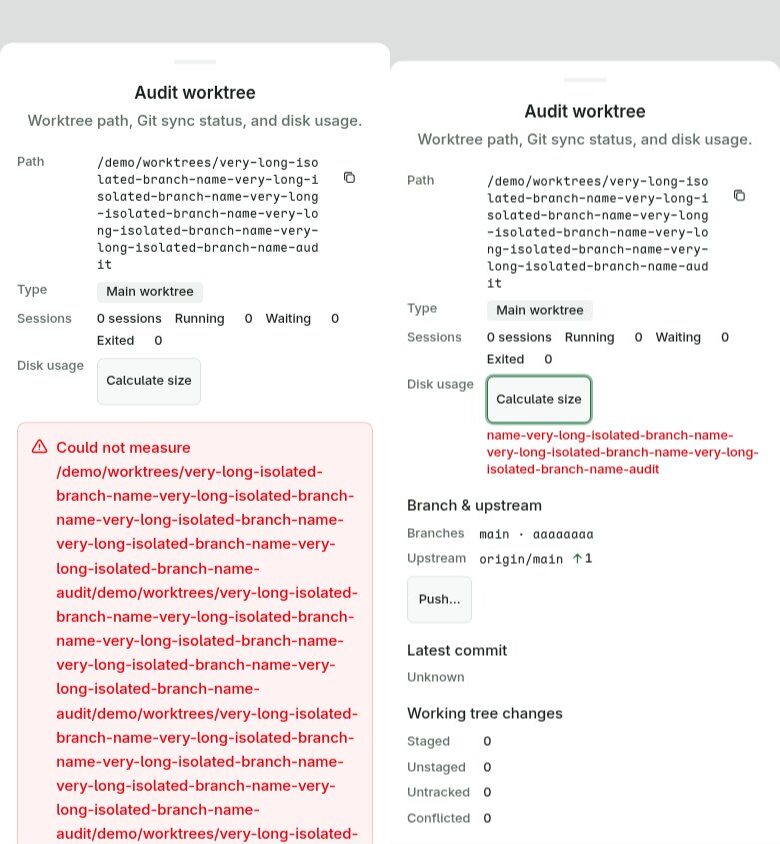 Audit worktree
Worktree path, Git sync status, and disk usage.
Path
/demo/worktrees/very-long-iso
lated-branch-name-very-long-i
solated-branch-name-very-long
-isolated-branch-name-very-lo
ng-isolated-branch-name-very-
long-isolated-branch-name-aud
it
Type Main worktree
Sessions 0 sessions Running 0 Waiting 0
Exited 0
Disk usage Calculate size
Could not measure
/demo/worktrees/very-long-isolated-
branch-name-very-long-isolated-branch-
name-very-long-isolated-branch-name-
very-long-isolated-branch-name-very-
long-isolated-branch-name-
audit/demo/worktrees/very-long-isolated-
branch-name-very-long-isolated-branch-
name-very-long-isolated-branch-name-
very-long-isolated-branch-name-very-
long-isolated-branch-name-
audit/demo/worktrees/very-long-isolated-
branch-name-very-long-isolated-branch-
name-very-long-isolated-branch-name-
very-long-isolated-branch-name-very-
long-isolated-branch-name-
audit/demo/worktrees/very-long-isolated-
Audit worktree
Worktree path, Git sync status, and disk usage.
Path
/demo/worktrees/very-long-iso
lated-branch-name-very-long-i
solated-branch-name-very-long
-isolated-branch-name-very-lo
ng-isolated-branch-name-very-
long-isolated-branch-name-aud
it
Type Main worktree
Sessions 0 sessions Running 0 Waiting 0
Exited 0
Disk usage Calculate size
name-very-long-isolated-branch-name-
very-long-isolated-branch-name-very-long-
isolated-branch-name-audit
Branch & upstream
Branches main · aaaaaaaa
Upstream origin/main ↑1
Push...
Latest commit
Unknown
Working tree changes
Staged 0
Unstaged 0
Untracked 0
Conflicted 0